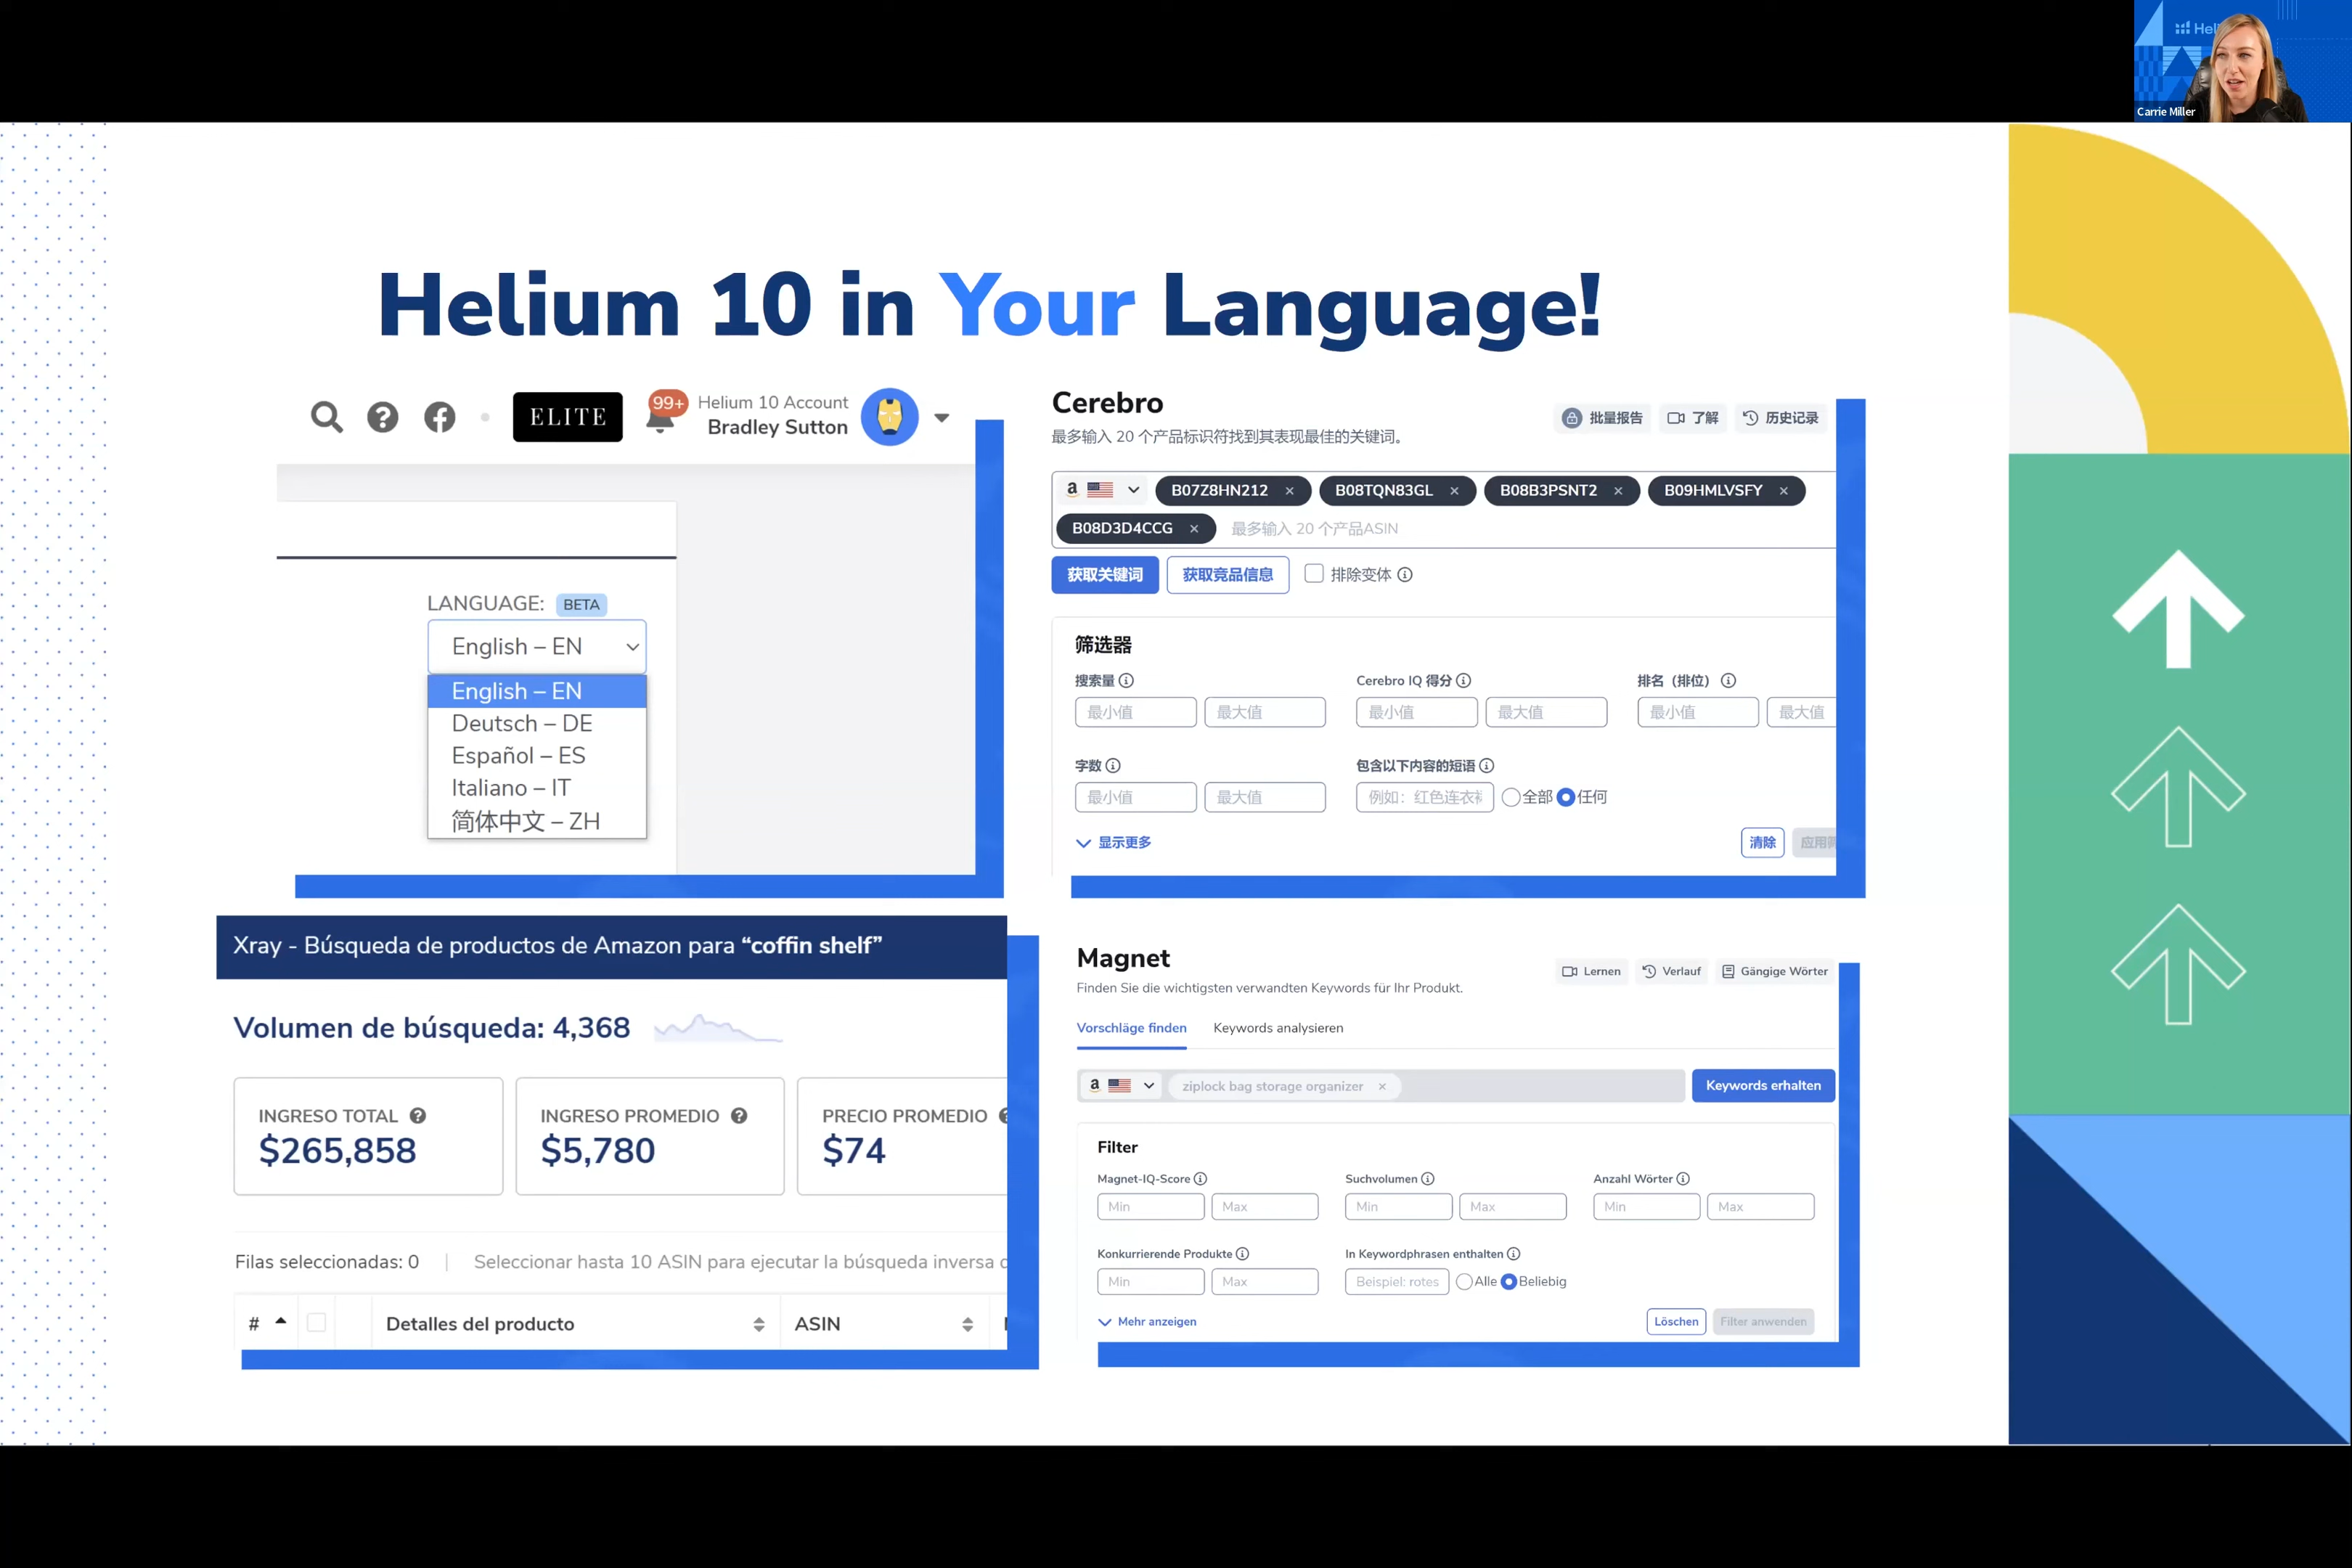 Heli
Carrie Miller
Helium 10 in Your Language!
ELITE
99+
Helium 10 Account
Bradley Sutton
LANGUAGE: BETA
English – EN
English – EN
Deutsch – DE
Español – ES
Italiano – IT
简体中文 – ZH
Cerebro
最多输入 20 个产品标识符找到其表现最佳的关键词。
批量报告 了解 历史记录
B07Z8HN212 × B08TQN83GL × B08B3PSNT2 × B09HMLVSFY ×
B08D3D4CCG × 最多输入 20 个产品ASIN
获取关键词 获取竞品信息 排除变体
筛选器
搜索量 Cerebro IQ 得分 排名（排位）
最小值 最大值 最小值 最大值 最小值 最大值
字数 包含以下内容的短语
最小值 最大值 例如：红色连衣 全部 任何
显示更多 清除 应用
Xray - Búsqueda de productos de Amazon para “coffin shelf”
Volumen de búsqueda: 4,368
INGRESO TOTAL INGRESO PROMEDIO PRECIO PROMEDIO
$265,858 $5,780 $74
Filas seleccionadas: 0 | Seleccionar hasta 10 ASIN para ejecutar la búsqueda inversa
# Detalles del producto ASIN
Magnet
Finden Sie die wichtigsten verwandten Keywords für Ihr Produkt.
Lernen Verlauf Gängige Wörter
Vorschläge finden Keywords analysieren
ziplock bag storage organizer × Keywords erhalten
Filter
Magnet-IQ-Score Suchvolumen Anzahl Wörter
Min Max Min Max Min Max
Konkurrierende Produkte In Keywordphrasen enthalten
Min Max Beispiel: rotes Alle Beliebig
Mehr anzeigen Löschen Filter anwenden